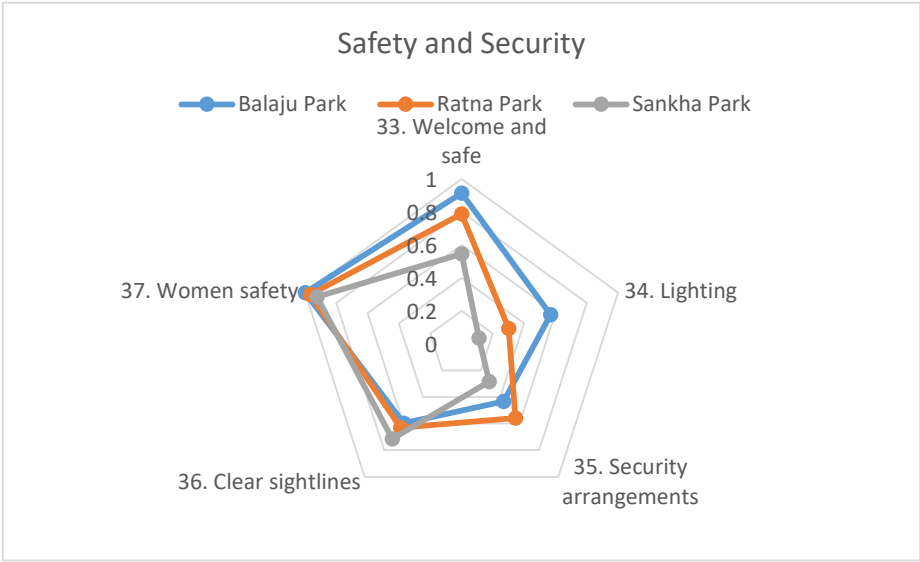 Safety and Security
Balaju Park
Ratna Park
Sankha Park
33. Welcome and
safe
1
0.8
0.6
0.4
0.2
0
34. Lighting
35. Security
arrangements
36. Clear sightlines
37. Women safety